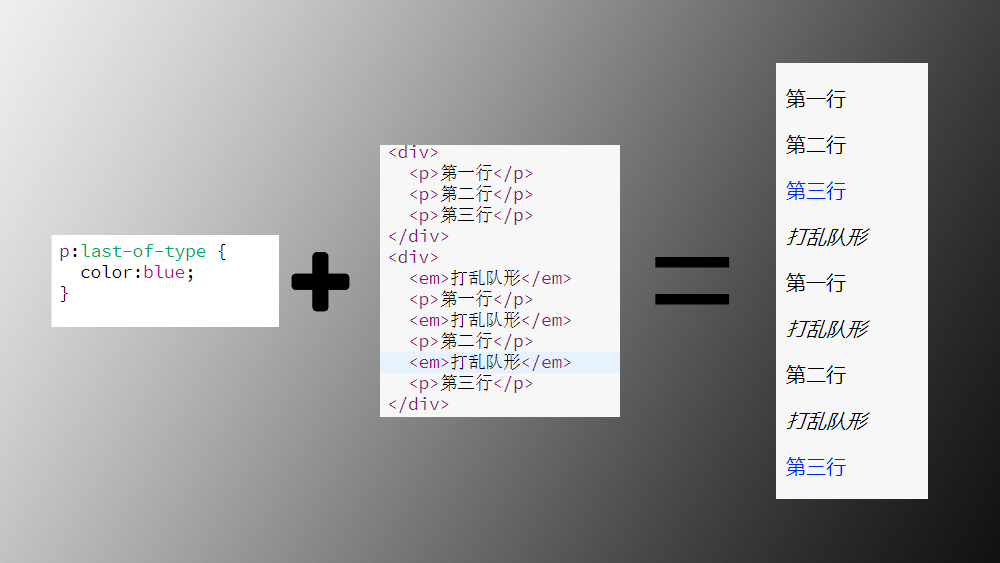 p:last-of-type {
  color:blue;
}
<div>
  <p>第一行</p>
  <p>第二行</p>
  <p>第三行</p>
</div>
<div>
  <em>打乱队形</em>
  <p>第一行</p>
  <em>打乱队形</em>
  <p>第二行</p>
  <em>打乱队形</em>
  <p>第三行</p>
</div>
第一行
第二行
第三行
打乱队形
第一行
打乱队形
第二行
打乱队形
第三行